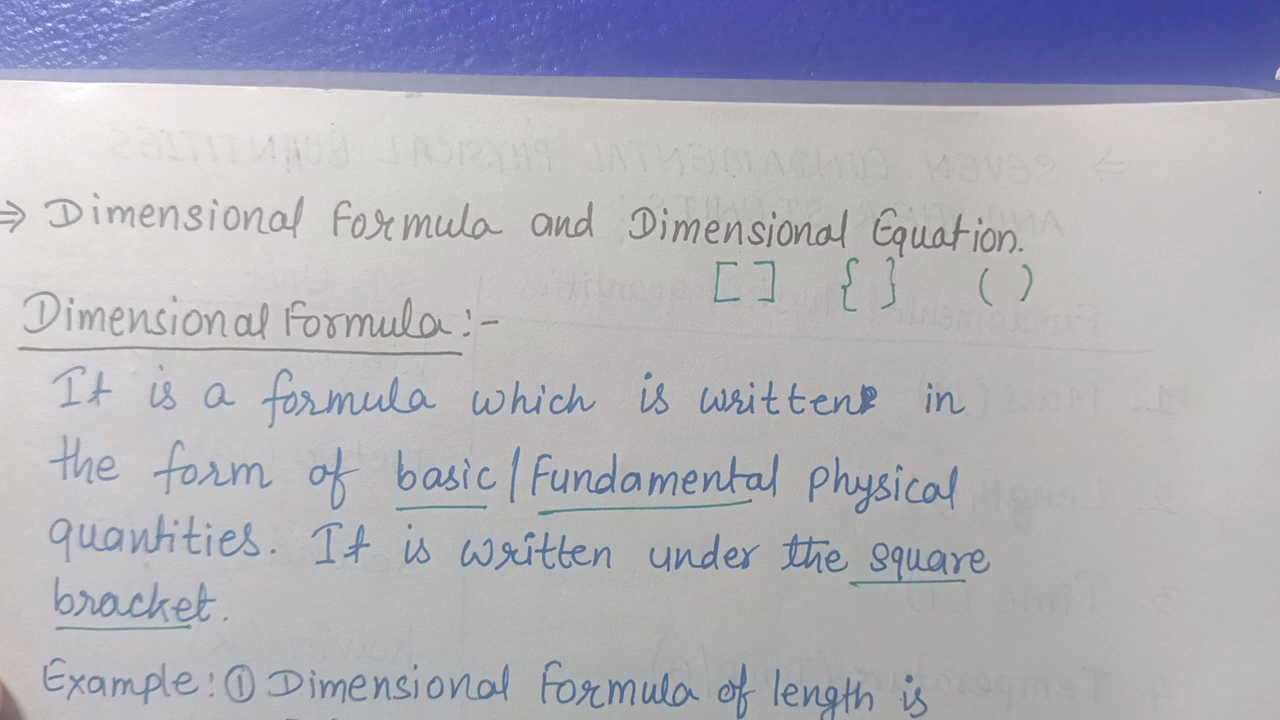 ⇒ Dimensional Formula and Dimensional Equation.
[ ] { } ( )
Dimensional Formula:-
It is a formula which is written in
the form of basic/Fundamental Physical
quantities. It is written under the square
bracket.
Example: ① Dimensional Formula of length is